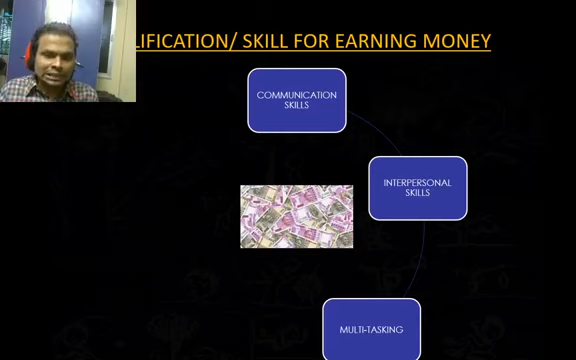 LIFICATION/ SKILL FOR EARNING MONEY
COMMUNICATION
SKILLS
INTERPERSONAL
SKILLS
MULTI-TASKING